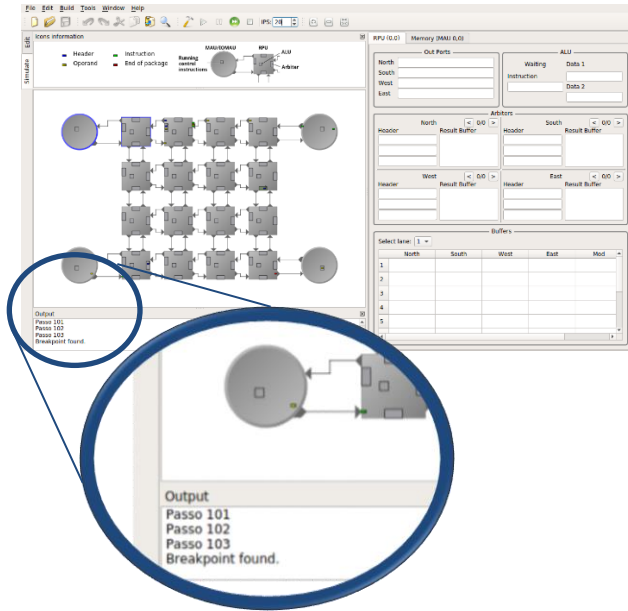 File Edit Build Tools Window Help
IPS: 20
Edit
Simulate
Icons information
Header
Operand
Instruction
End of package
Running
control
instructions
MAU/IOMAU
RPU
ALU
Arbiter
Output
Passo 101
Passo 102
Passo 103
Breakpoint found.
RPU (0,0) Memory (MAU 0,0)
Out Ports
North
South
West
East
ALU
Waiting Data 1
Instruction
Data 2
Arbiters
North < 0/0 >
Header Result Buffer
South < 0/0 >
Header Result Buffer
West < 0/0 >
Header Result Buffer
East < 0/0 >
Header Result Buffer
Buffers
Select lane: 1
North South West East Mod
1
2
3
4
5
Output
Passo 101
Passo 102
Passo 103
Breakpoint found.